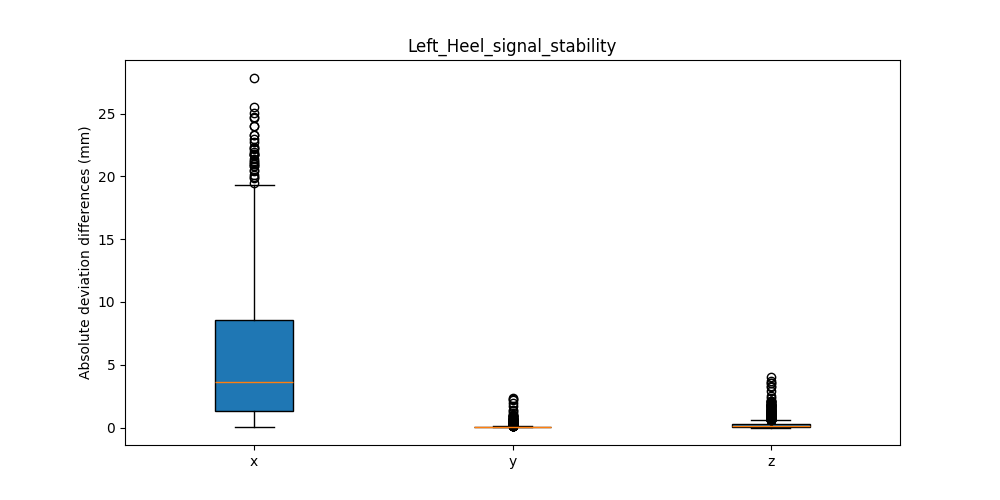 Left_Heel_signal_stability
Absolute deviation differences (mm)
25
20
15
10
5
0
x y z